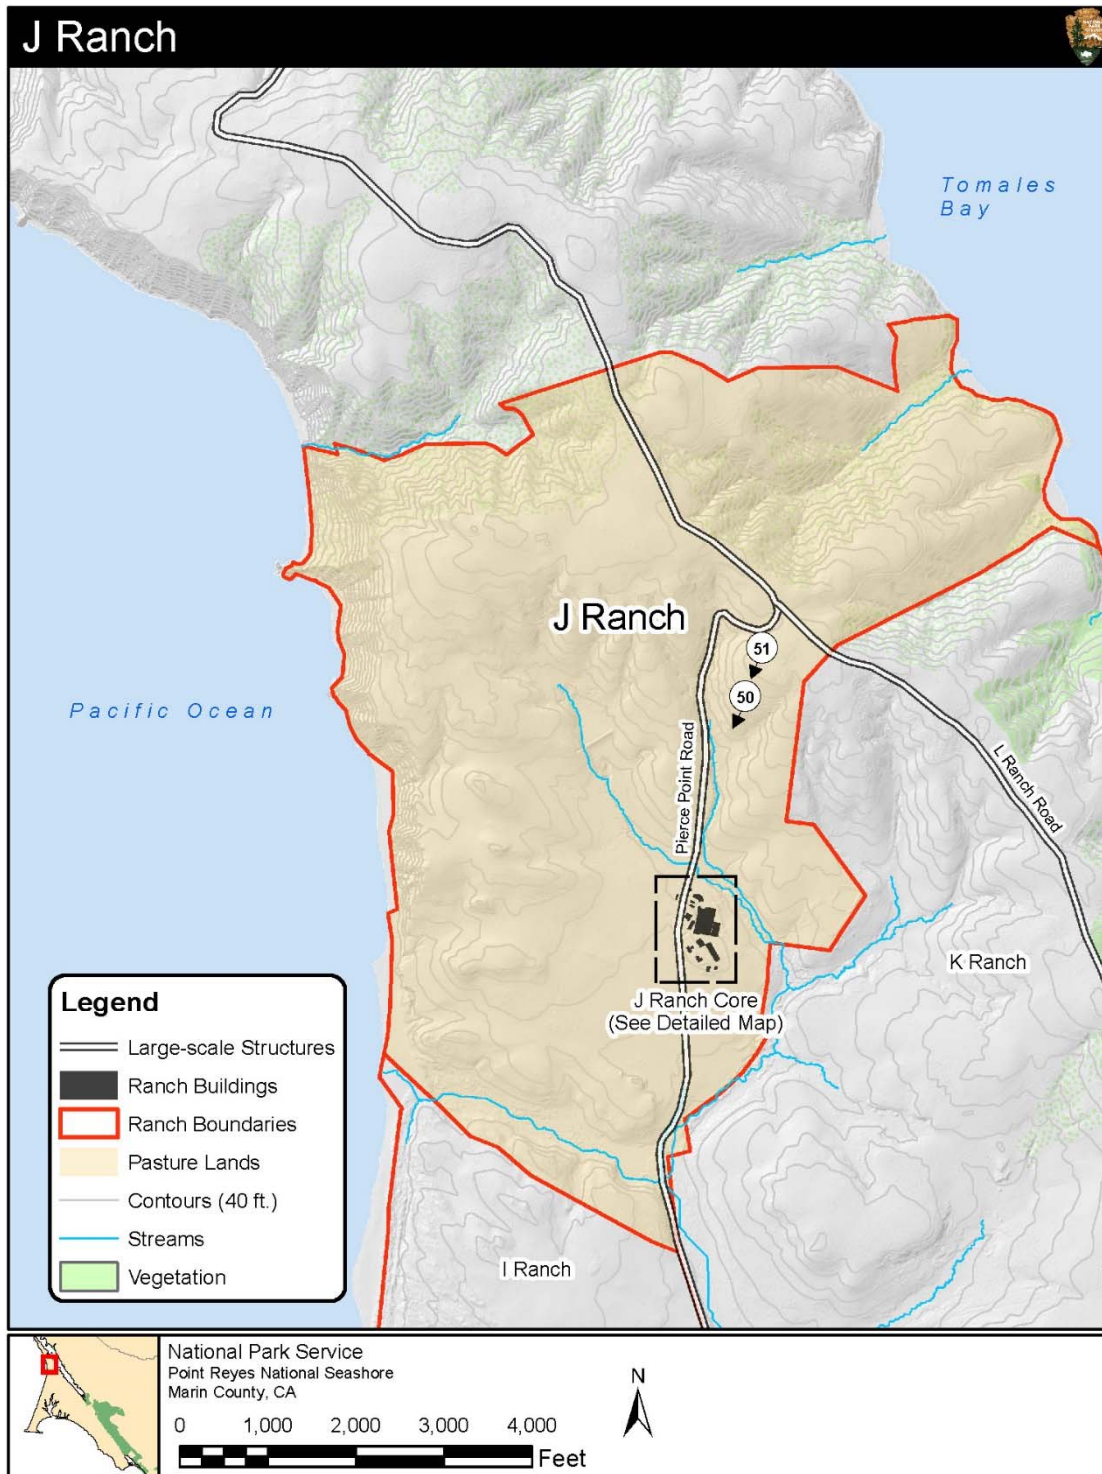 J Ranch
Tomales
Bay
J Ranch
51
50
Pacific Ocean
Pierce Point Road
L Ranch Road
K Ranch
J Ranch Core
(See Detailed Map)
I Ranch
Legend
Large-scale Structures
Ranch Buildings
Ranch Boundaries
Pasture Lands
Contours (40 ft.)
Streams
Vegetation
National Park Service
Point Reyes National Seashore
Marin County, CA
0 1,000 2,000 3,000 4,000
Feet
N